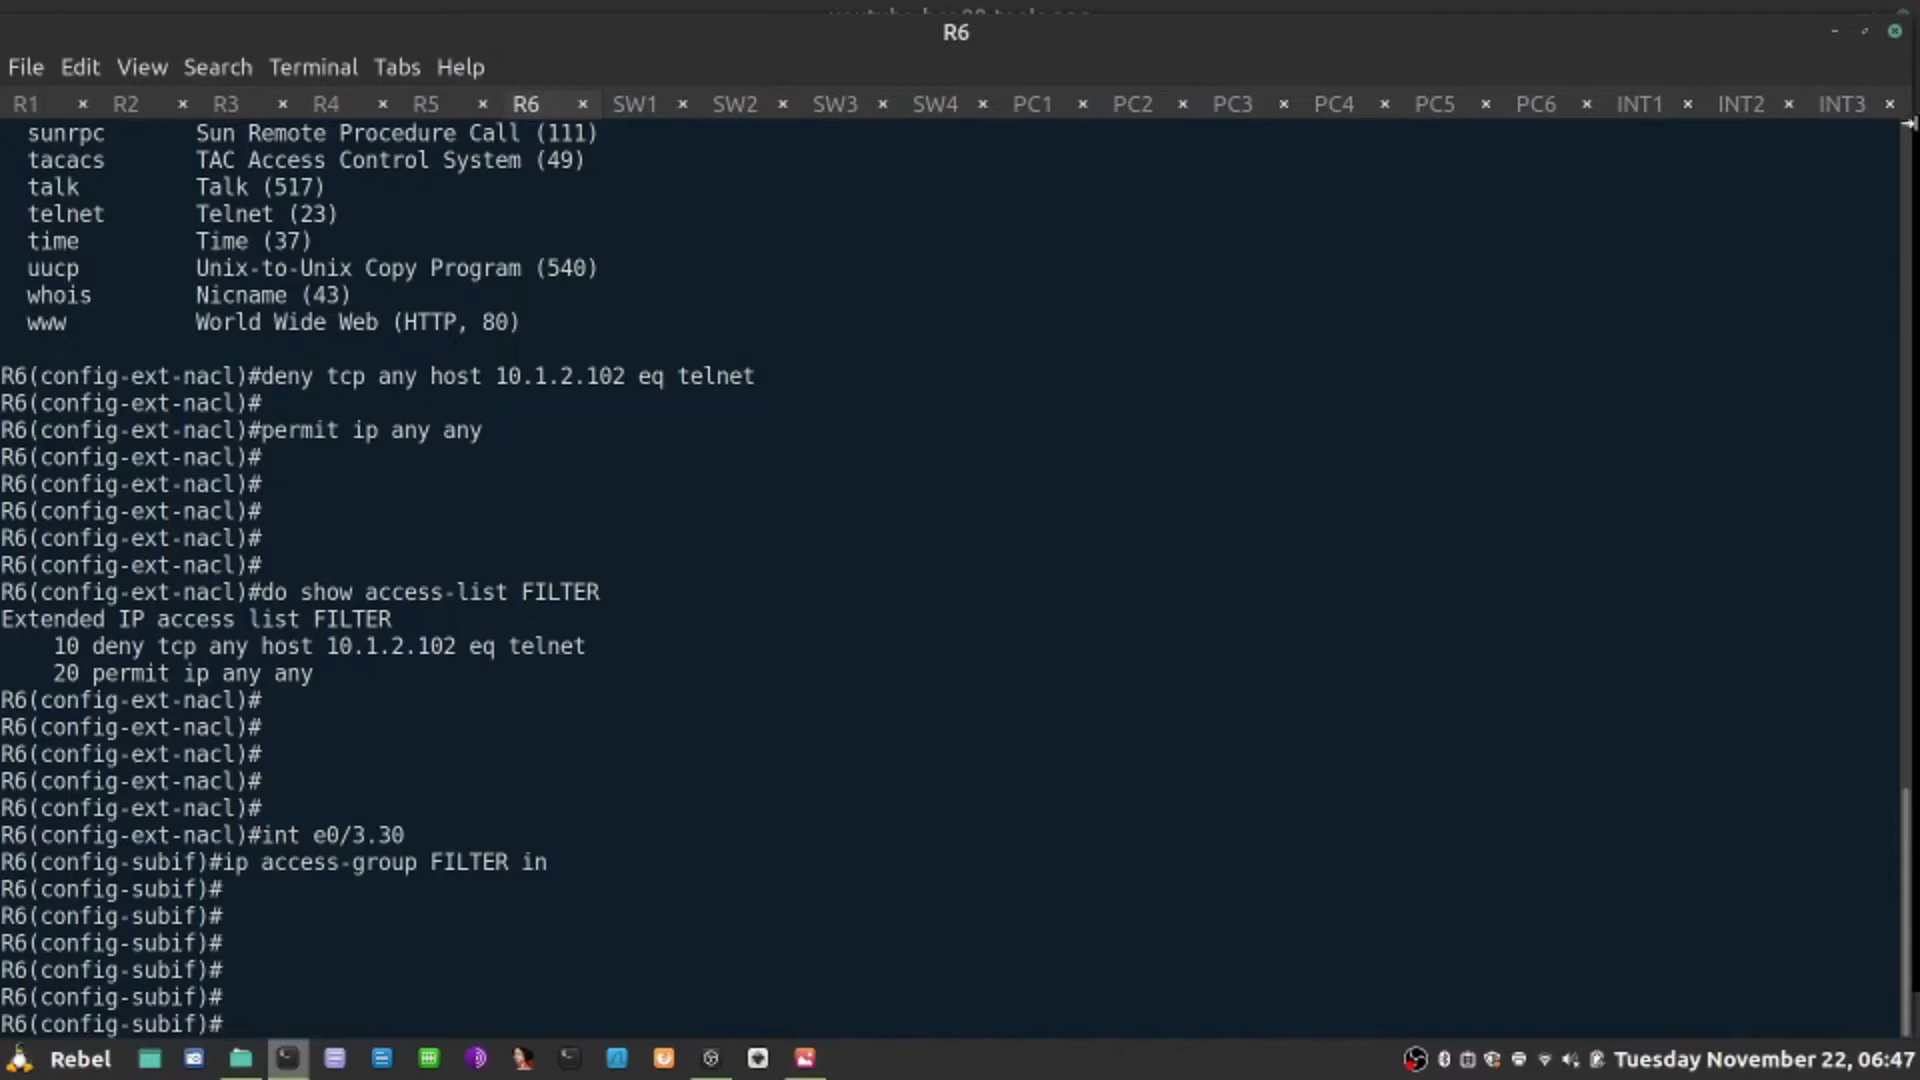 R6
File Edit View Search Terminal Tabs Help
R1 × R2 × R3 × R4 × R5 × R6 × SW1 × SW2 × SW3 × SW4 × PC1 × PC2 × PC3 × PC4 × PC5 × PC6 × INT1 × INT2 × INT3 ×
sunrpc Sun Remote Procedure Call (111)
tacacs TAC Access Control System (49)
talk Talk (517)
telnet Telnet (23)
time Time (37)
uucp Unix-to-Unix Copy Program (540)
whois Nicname (43)
www World Wide Web (HTTP, 80)
R6(config-ext-nacl)#deny tcp any host 10.1.2.102 eq telnet
R6(config-ext-nacl)#
R6(config-ext-nacl)#permit ip any any
R6(config-ext-nacl)#
R6(config-ext-nacl)#
R6(config-ext-nacl)#
R6(config-ext-nacl)#
R6(config-ext-nacl)#
R6(config-ext-nacl)#do show access-list FILTER
Extended IP access list FILTER
10 deny tcp any host 10.1.2.102 eq telnet
20 permit ip any any
R6(config-ext-nacl)#
R6(config-ext-nacl)#
R6(config-ext-nacl)#
R6(config-ext-nacl)#
R6(config-ext-nacl)#
R6(config-ext-nacl)#int e0/3.30
R6(config-subif)#ip access-group FILTER in
R6(config-subif)#
R6(config-subif)#
R6(config-subif)#
R6(config-subif)#
R6(config-subif)#
R6(config-subif)#
Rebel Tuesday November 22, 06:47